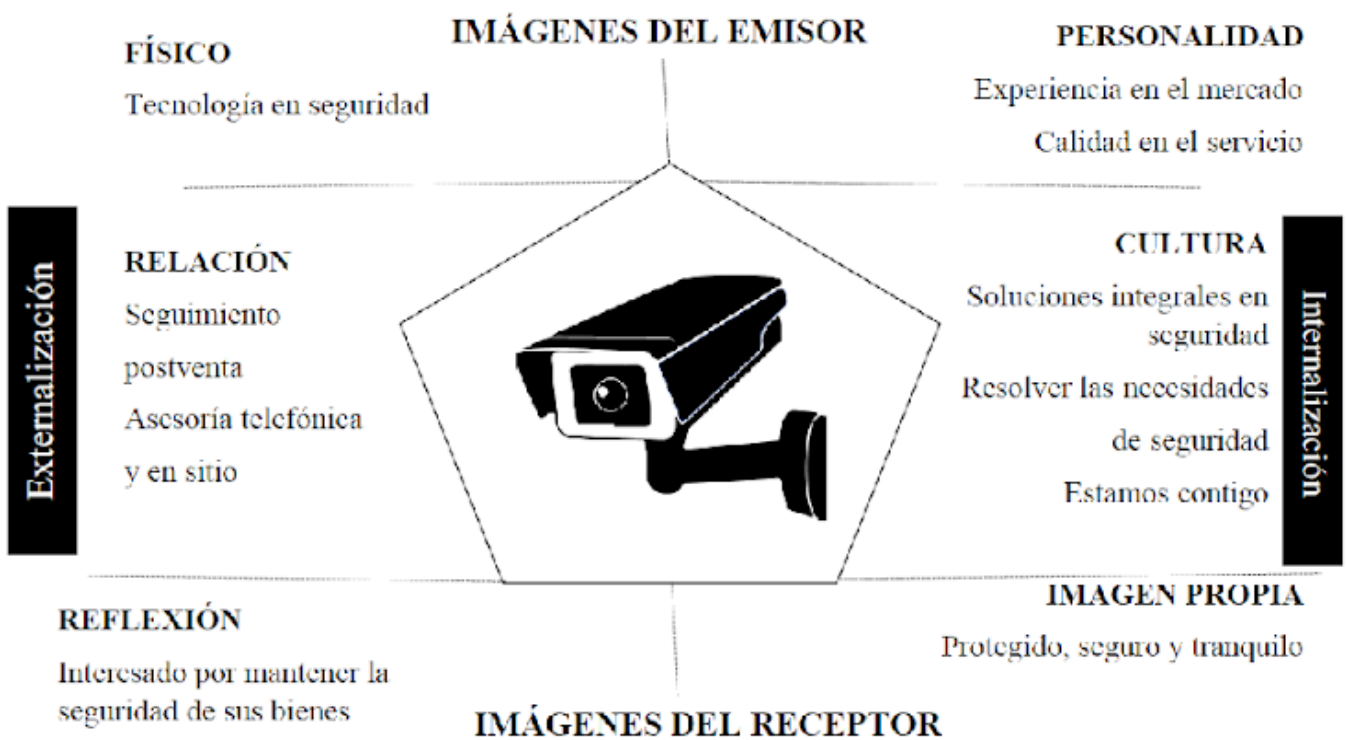 IMÁGENES DEL EMISOR
FÍSICO
Tecnología en seguridad
PERSONALIDAD
Experiencia en el mercado
Calidad en el servicio
Externalización
RELACIÓN
Seguimiento
postventa
Asesoría telefónica
y en sitio
CULTURA
Soluciones integrales en
seguridad
Resolver las necesidades
de seguridad
Estamos contigo
Internalización
REFLEXIÓN
Interesado por mantener la
seguridad de sus bienes
IMAGEN PROPIA
Protegido, seguro y tranquilo
IMÁGENES DEL RECEPTOR